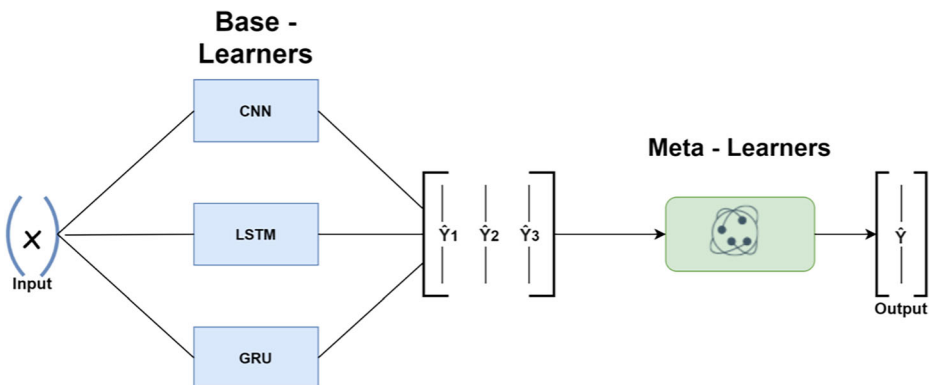 Base -
Learners
CNN
LSTM
GRU
X
Input
Ŷ1 Ŷ2 Ŷ3
Meta - Learners
Ŷ
Output